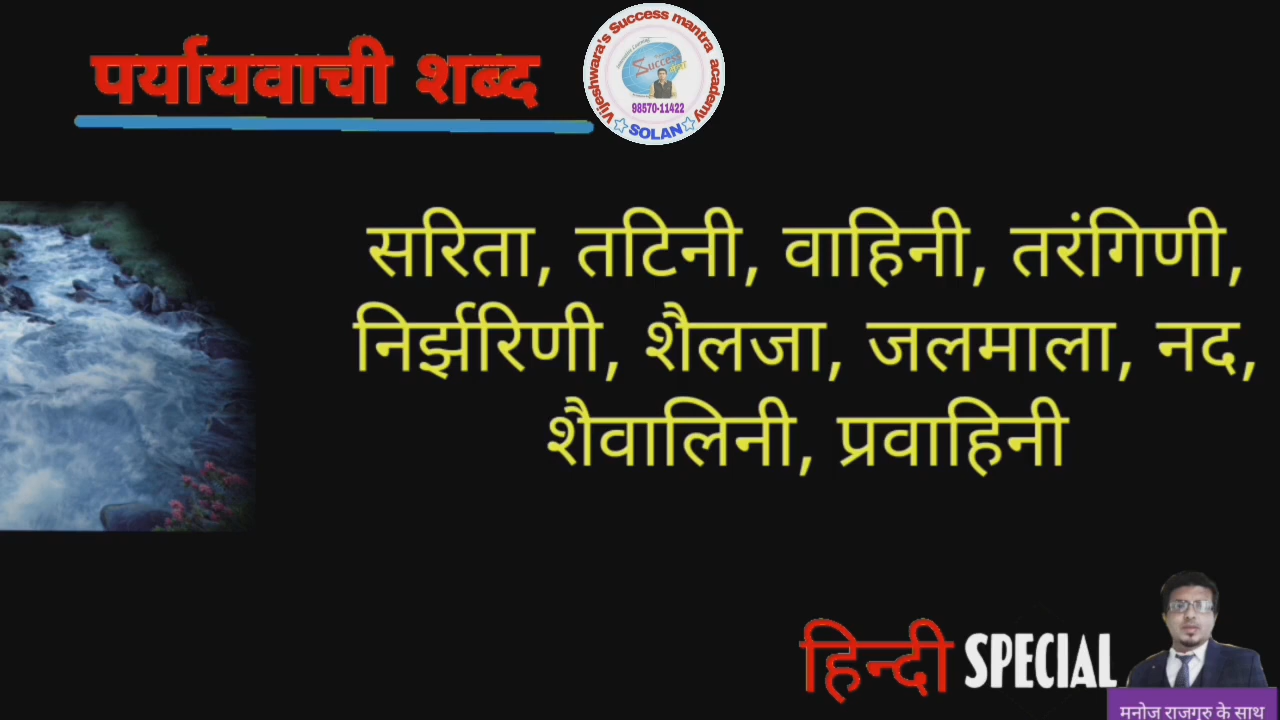 पर्यायवाची शब्द
Vijeshwara's Success mantra academy
Success
98570-11422
SOLAN
सरिता, तटिनी, वाहिनी, तरंगिणी,
निर्झरिणी, शैलजा, जलमाला, नद,
शैवालिनी, प्रवाहिनी
हिन्दी SPECIAL
मनोज राजगुरु के साथ